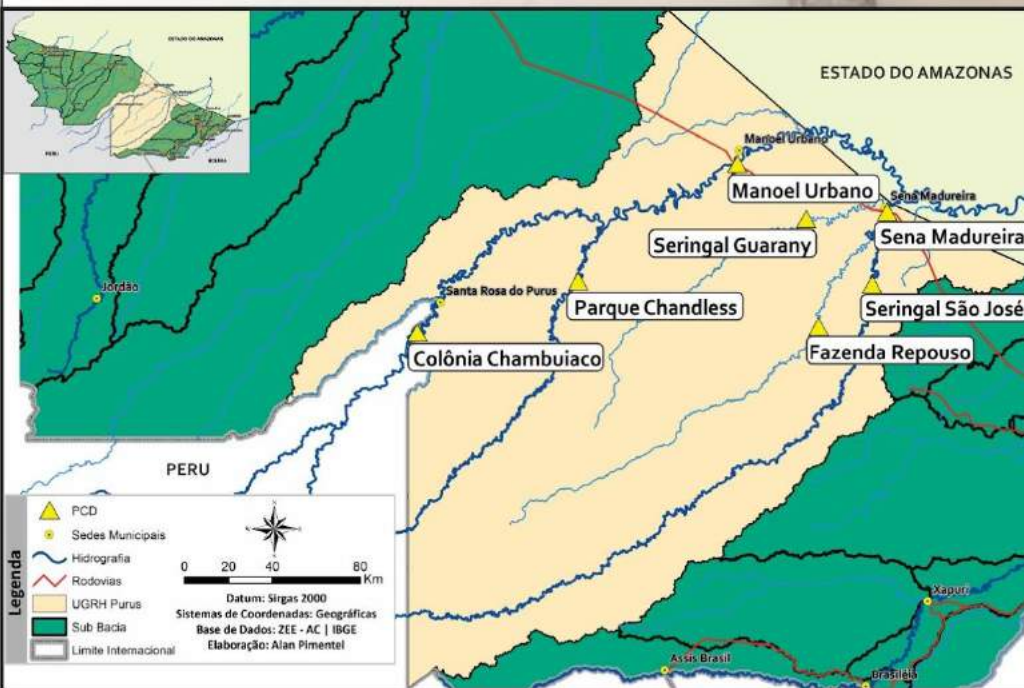 ESTADO DO AMAZONAS
PERU
ESTADO DO AMAZONAS
Manoel Urbano
Manoel Urbano
Sena Madureira
Seringal Guarany
Sena Madureira
Jordão
Santa Rosa do Purus
Parque Chandless
Seringal São José
Colônia Chambuiaco
Fazenda Repouso
PERU
Legenda
PCD
Sedes Municipais
Hidrografia
Rodovias
UGRH Purus
Sub Bacia
Limite Internacional
0 20 40 80
Km
Datum: Sirgas 2000
Sistemas de Coordenadas: Geográficas
Base de Dados: ZEE - AC | IBGE
Elaboração: Alan Pimentel
Xapuri
Assis Brasil
Brasiléia